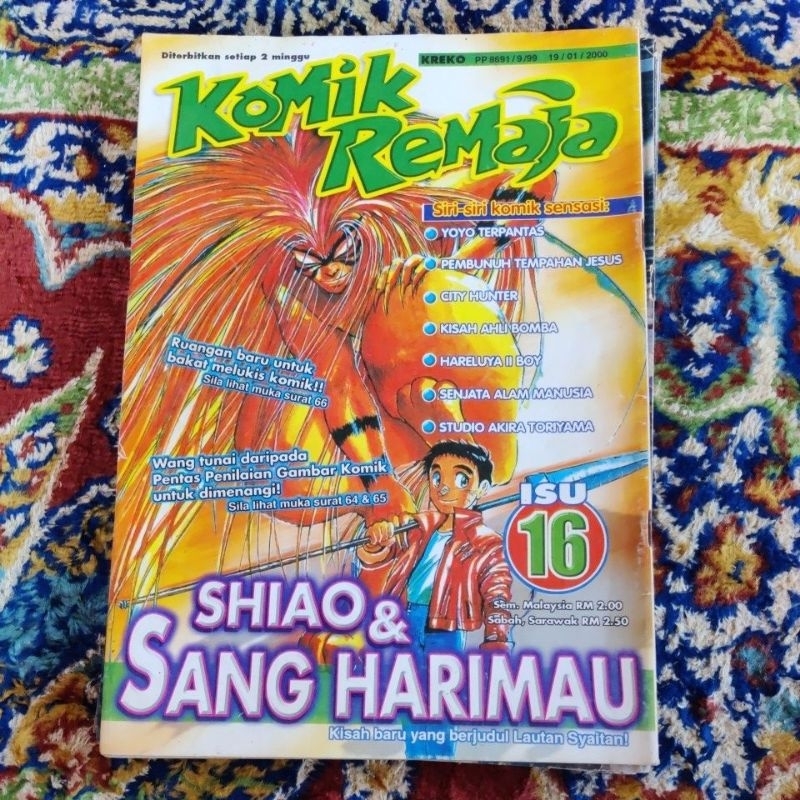 Diterbitkan setiap 2 minggu
KREKO PP 8691/9/99 19/01/2000
Komik
Remaja
Siri-siri komik sensasi:
YOYO TERPANTAS
PEMBUNUH TEMPAHAN JESUS
CITY HUNTER
KISAH AHLI BOMBA
HARELUYA II BOY
SENJATA ALAM MANUSIA
STUDIO AKIRA TORIYAMA
Ruangan baru untuk
bakat melukis komik!!
Sila lihat muka surat 66
Wang tunai daripada
Pentas Penilaian Gambar Komik
untuk dimenangi!
Sila lihat muka surat 64 & 65
ISU
16
Sem. Malaysia RM 2.00
Sabah, Sarawak RM 2.50
SHIAO &
SANG HARIMAU
Kisah baru yang berjudul Lautan Syaitan!